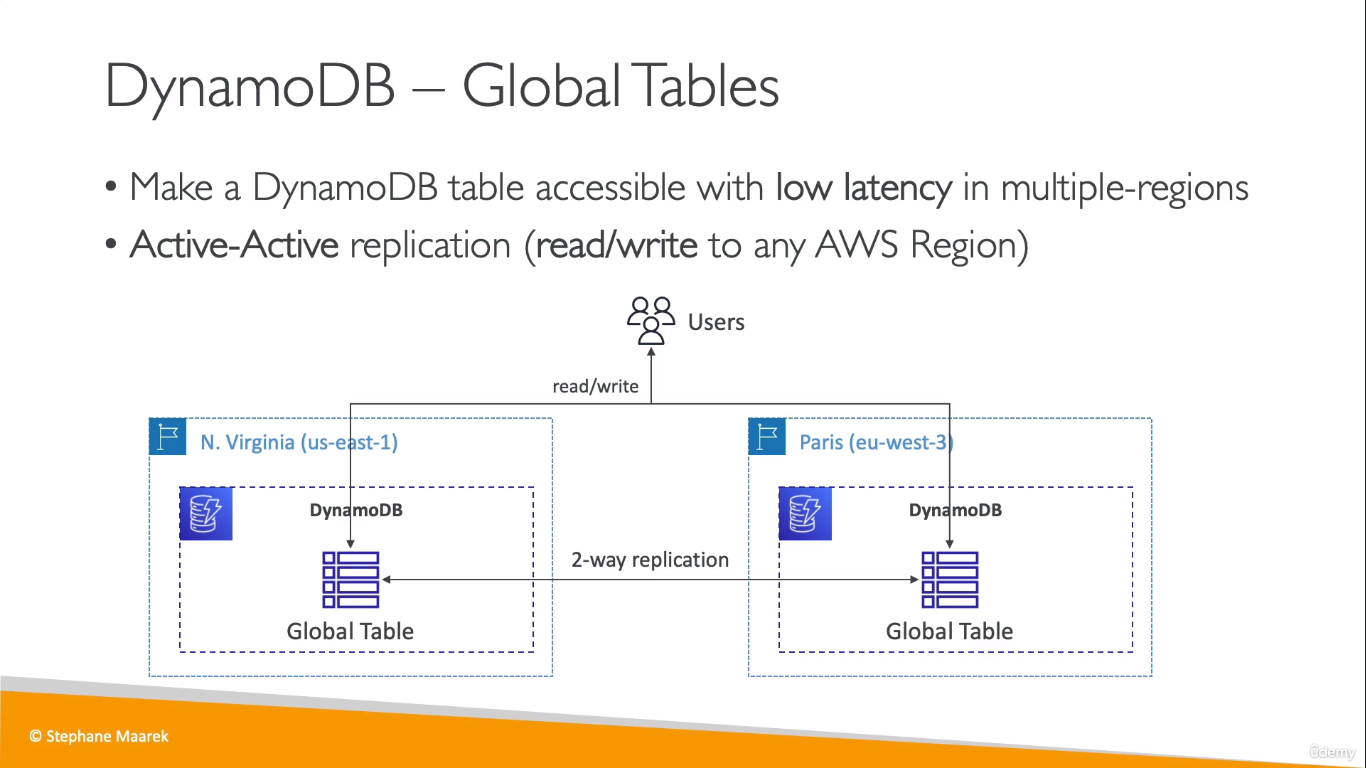 DynamoDB – Global Tables
• Make a DynamoDB table accessible with low latency in multiple-regions
• Active-Active replication (read/write to any AWS Region)
Users
read/write
N. Virginia (us-east-1)
Paris (eu-west-3)
DynamoDB
DynamoDB
2-way replication
Global Table
Global Table
© Stephane Maarek
ûdemy